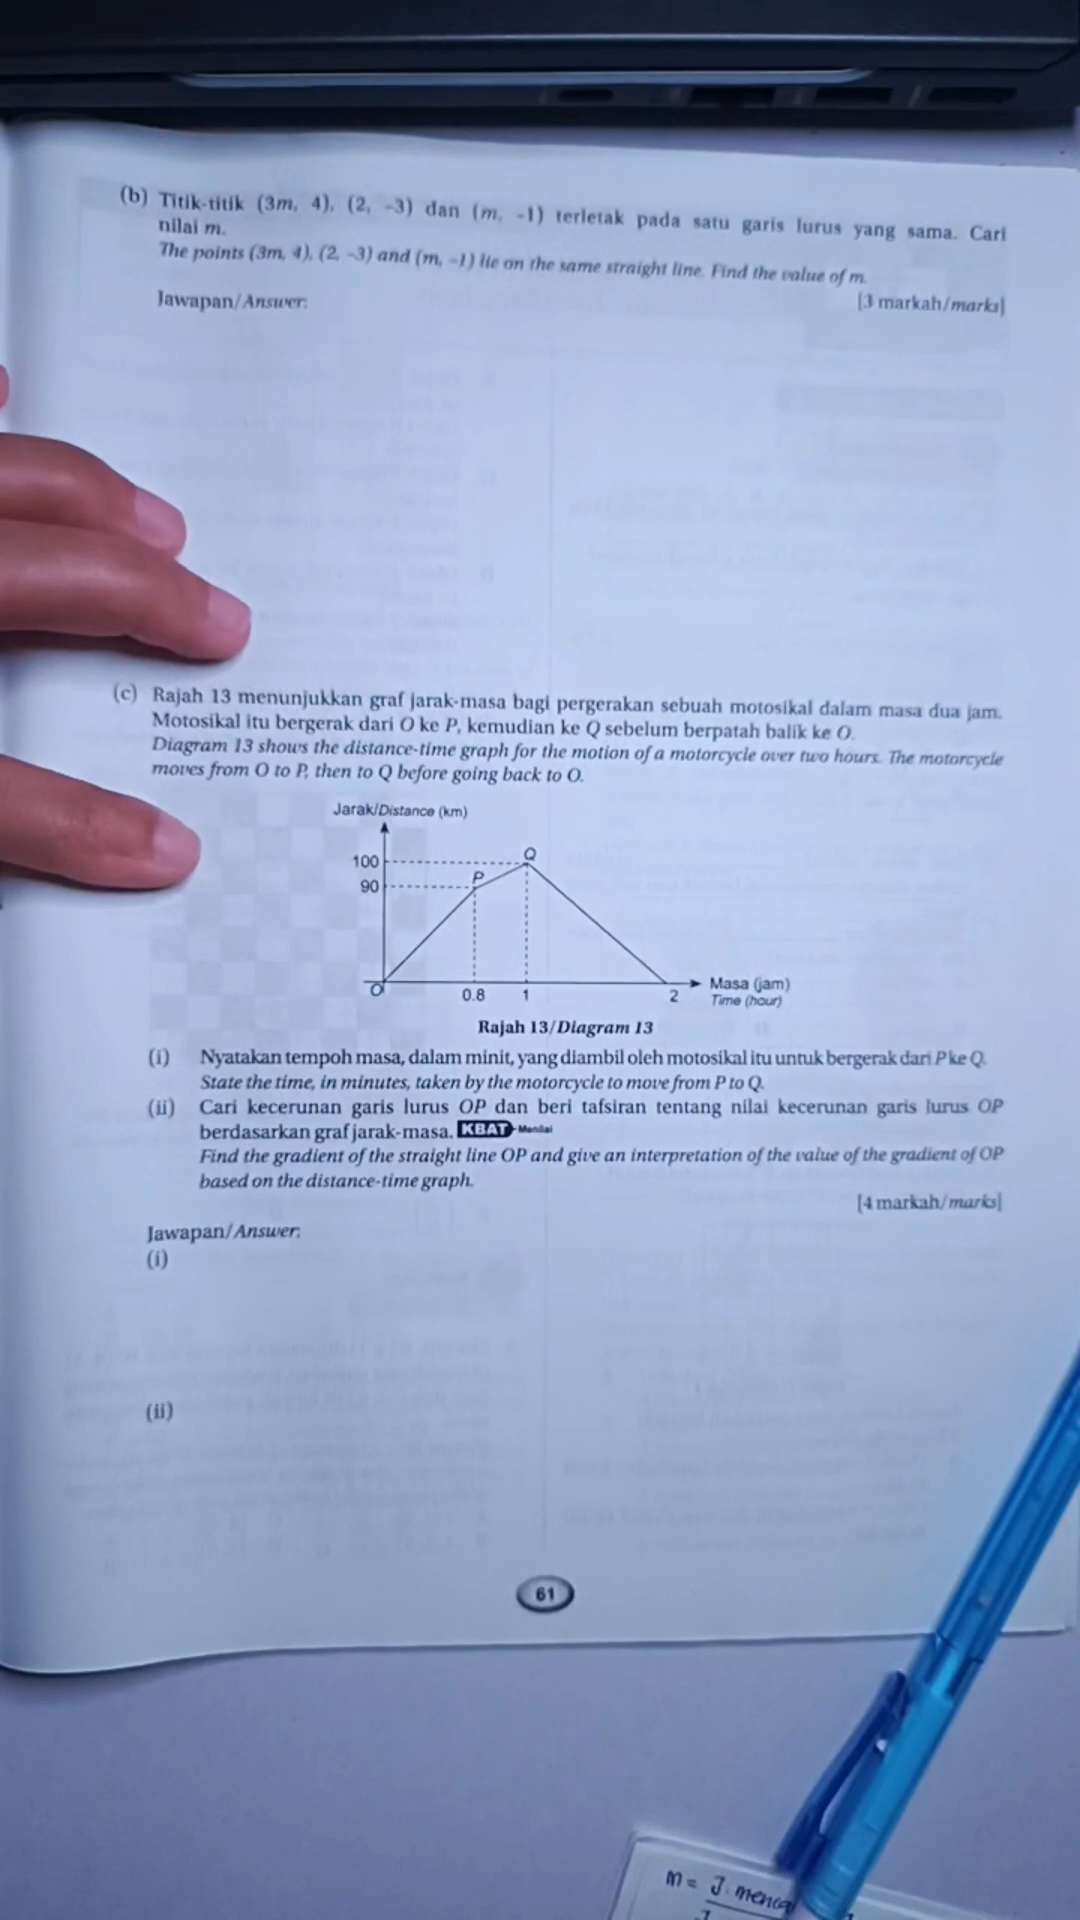 (b) Titik-titik (3m, 4), (2, -3) dan (m, -1) terletak pada satu garis lurus yang sama. Cari
nilai m.
The points (3m, 4), (2, -3) and (m, -1) lie on the same straight line. Find the value of m.
[3 markah/marks]
Jawapan/Answer:
(c) Rajah 13 menunjukkan graf jarak-masa bagi pergerakan sebuah motosikal dalam masa dua jam.
Motosikal itu bergerak dari O ke P, kemudian ke Q sebelum berpatah balik ke O.
Diagram 13 shows the distance-time graph for the motion of a motorcycle over two hours. The motorcycle
moves from O to P, then to Q before going back to O.
Jarak/Distance (km)
100
90
P
Q
O
0.8
1
2
Masa (jam)
Time (hour)
Rajah 13/Diagram 13
(i) Nyatakan tempoh masa, dalam minit, yang diambil oleh motosikal itu untuk bergerak dari P ke Q.
State the time, in minutes, taken by the motorcycle to move from P to Q.
(ii) Cari kecerunan garis lurus OP dan beri tafsiran tentang nilai kecerunan garis lurus OP
berdasarkan graf jarak-masa. KBAT Menilai
Find the gradient of the straight line OP and give an interpretation of the value of the gradient of OP
based on the distance-time graph.
[4 markah/marks]
Jawapan/Answer:
(i)
(ii)
61
m = J. menca